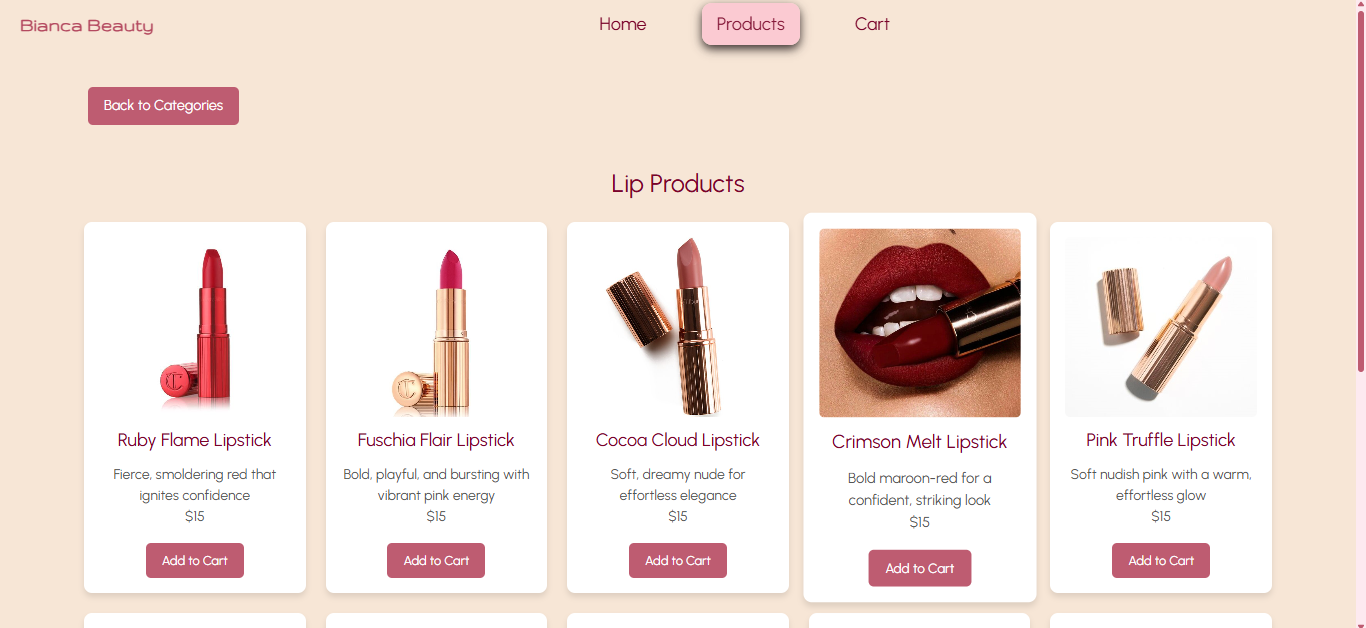 Bianca Beauty
Home
Products
Cart
Back to Categories
Lip Products
Ruby Flame Lipstick
Fierce, smoldering red that
ignites confidence
$15
Add to Cart
Fuschia Flair Lipstick
Bold, playful, and bursting with
vibrant pink energy
$15
Add to Cart
Cocoa Cloud Lipstick
Soft, dreamy nude for
effortless elegance
$15
Add to Cart
Crimson Melt Lipstick
Bold maroon-red for a
confident, striking look
$15
Add to Cart
Pink Truffle Lipstick
Soft nudish pink with a warm,
effortless glow
$15
Add to Cart